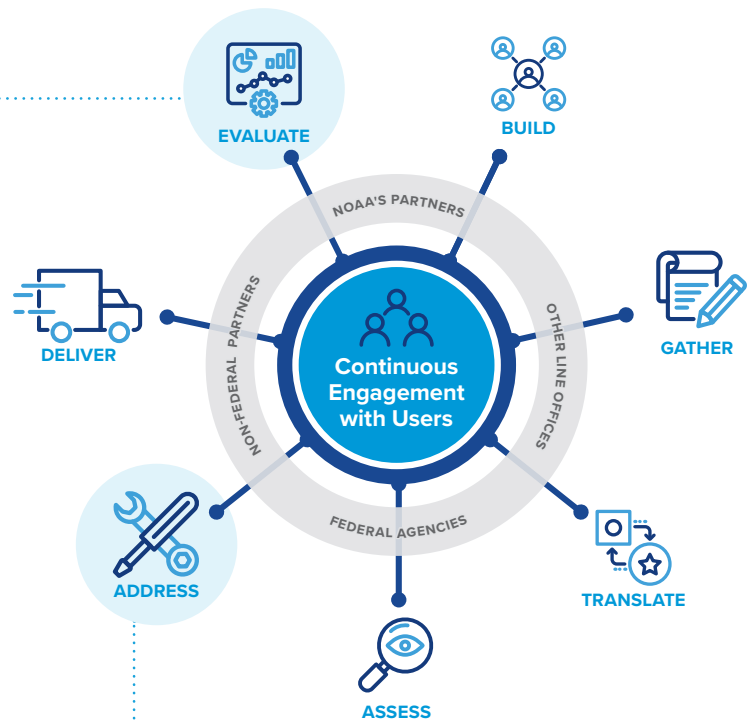 EVALUATE
BUILD
NOAA'S PARTNERS
DELIVER
NON-FEDERAL PARTNERS
Continuous
Engagement
with Users
OTHER LINE OFFICES
GATHER
FEDERAL AGENCIES
ADDRESS
TRANSLATE
ASSESS